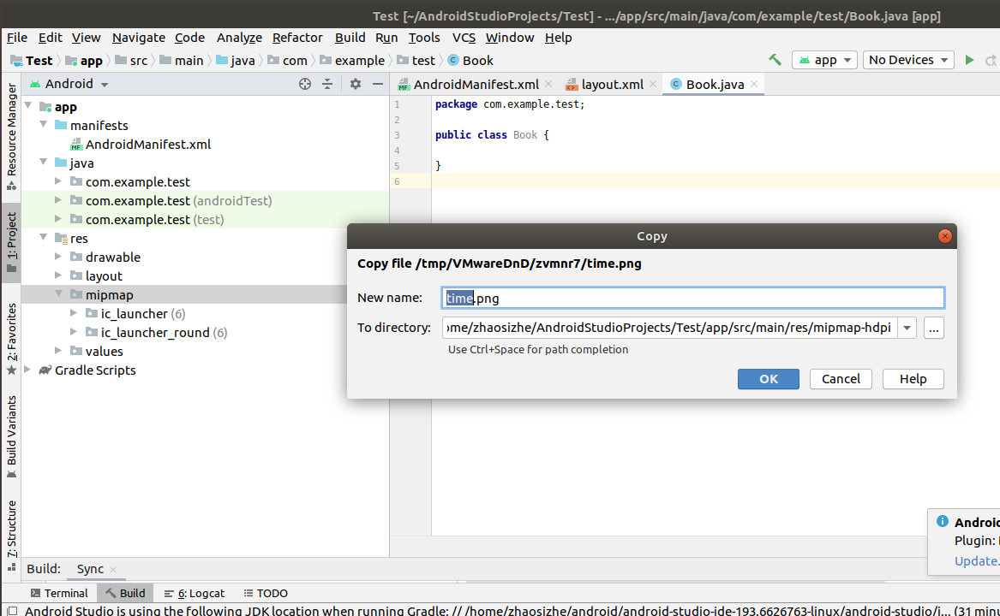 Test [~/AndroidStudioProjects/Test] - .../app/src/main/java/com/example/test/Book.java [app]
File Edit View Navigate Code Analyze Refactor Build Run Tools VCS Window Help
Test app src main java com example test Book app No Devices
Android AndroidManifest.xml layout.xml Book.java
Resource Manager
1: Project
2: Favorites
Build Variants
7: Structure
app
manifests
AndroidManifest.xml
java
com.example.test
com.example.test (androidTest)
com.example.test (test)
res
drawable
layout
mipmap
ic_launcher (6)
ic_launcher_round (6)
values
Gradle Scripts
1 package com.example.test;
2
3 public class Book {
4
5 }
6
Copy
Copy file /tmp/VMwareDnD/zvmnr7/time.png
New name: time.png
To directory: ome/zhaosizhe/AndroidStudioProjects/Test/app/src/main/res/mipmap-hdpi ...
Use Ctrl+Space for path completion
OK Cancel Help
Android
Plugin:
Update.
Build: Sync
Terminal Build 6: Logcat TODO
Android Studio is using the following JDK location when running Gradle: // /home/zhaosizhe/android/android-studio-ide-193.6626763-linux/android-studio/j... (31 minu